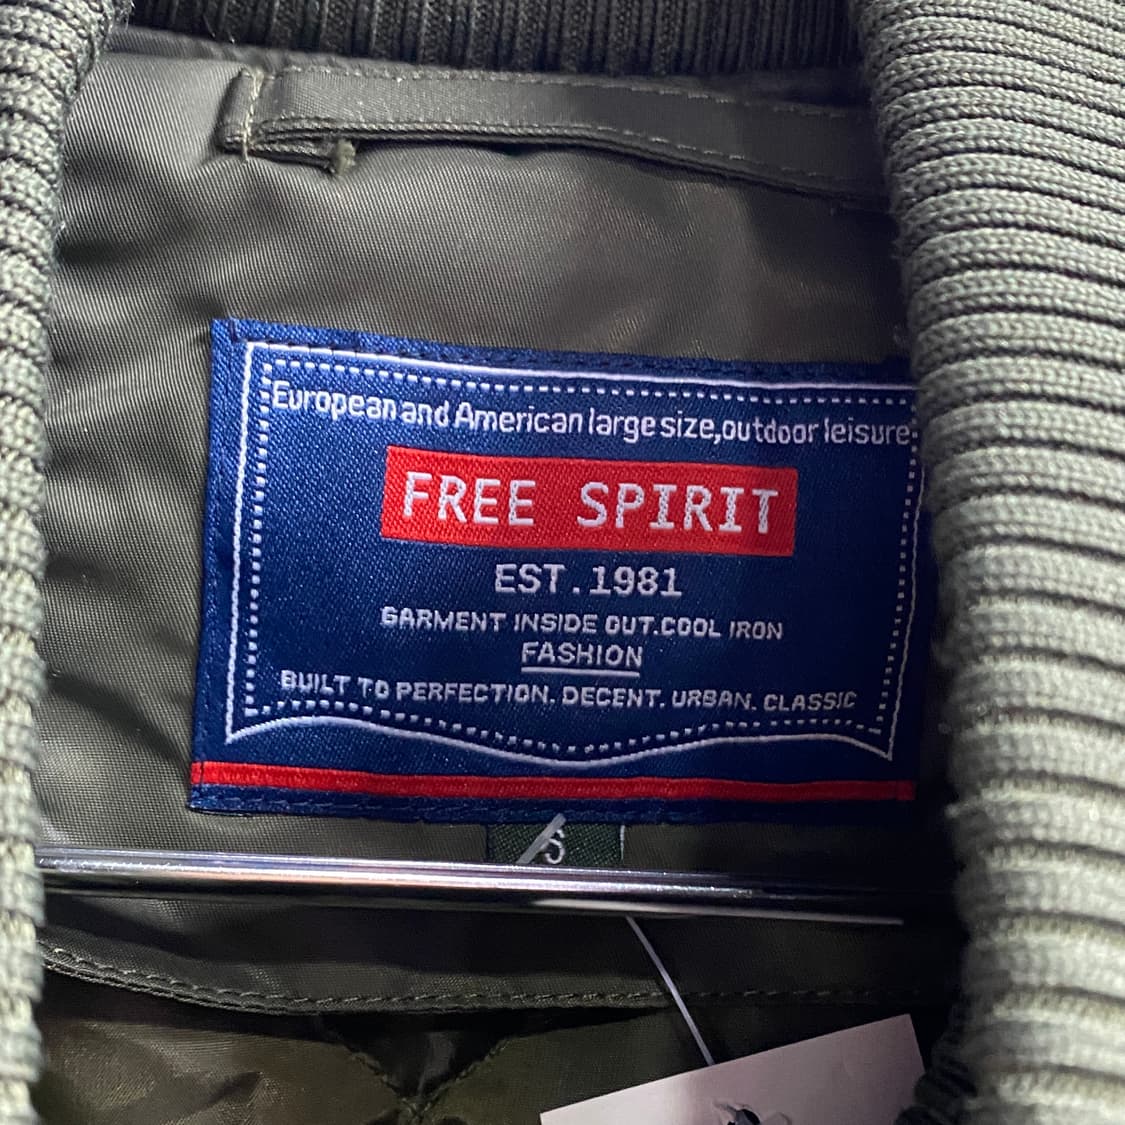 European and American large size,outdoor leisure
FREE SPIRIT
EST.1981
GARMENT INSIDE OUT.COOL IRON
FASHION
BUILT TO PERFECTION. DECENT. URBAN. CLASSIC
S